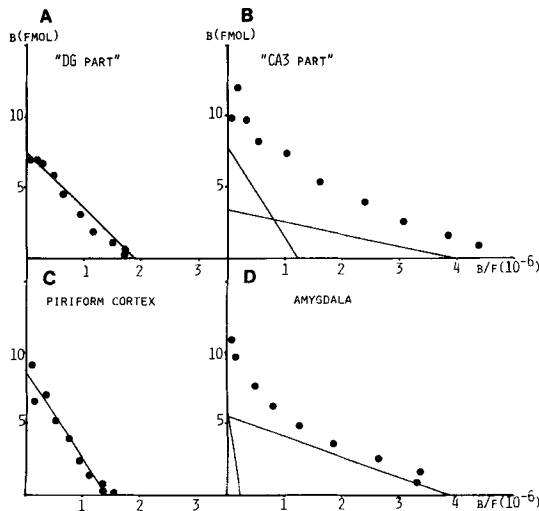 A
B(FMOL)
"DG PART"
10
5
1
2
3
B
B(FMOL)
"CA3 PART"
10
5
1
2
3
4
B/F(10-6)
C
PIRIFORM CORTEX
10
5
1
2
3
D
AMYGDALA
10
5
1
2
3
4
B/F(10-6)